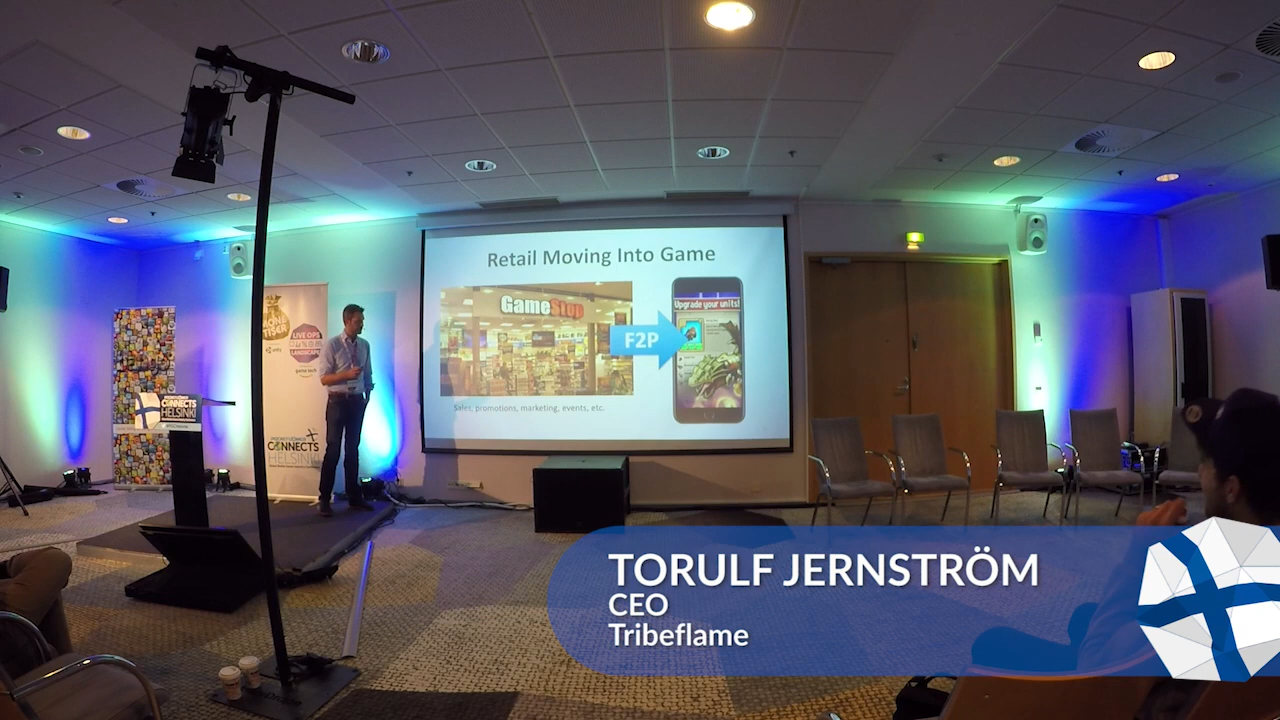 Retail Moving Into Game
GameStop
F2P
Upgrade your units!
Sales, promotions, marketing, events, etc.
LIVE OPS
LANDSCAPE
CONNECTS
HELSINKI
CONNECTS
HELSINKI
TORULF JERNSTRÖM
CEO
Tribeflame